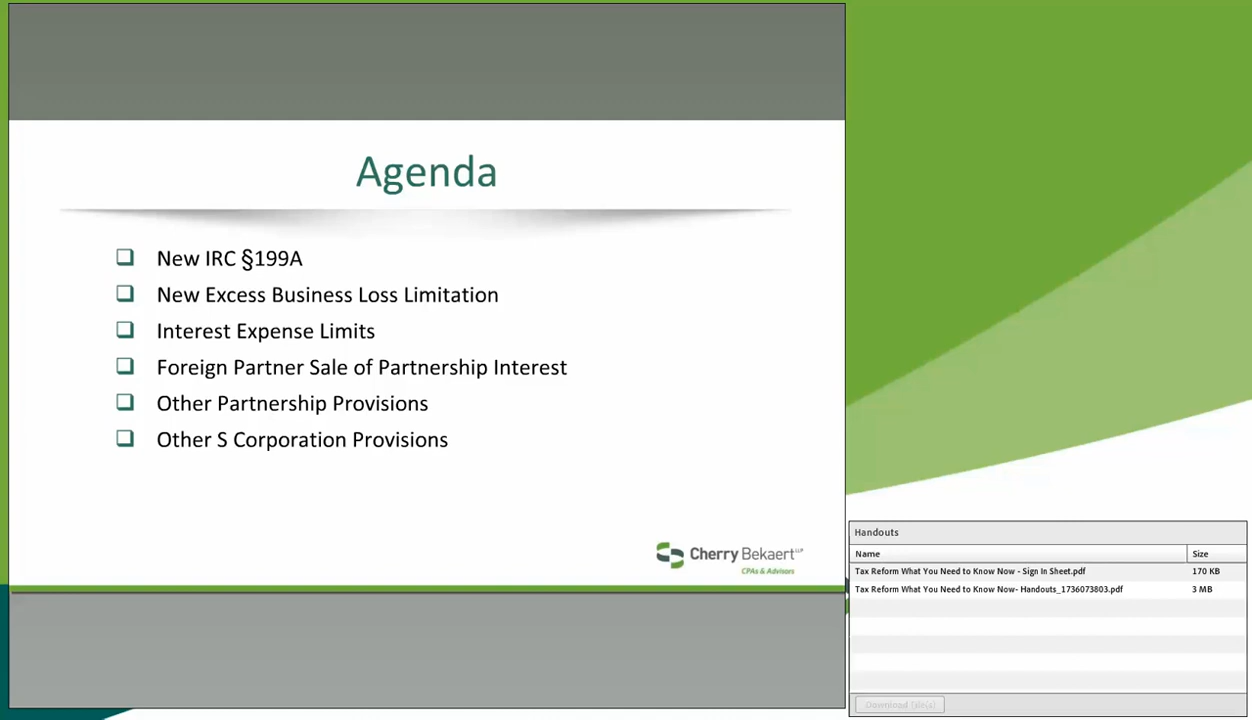 Agenda
New IRC §199A
New Excess Business Loss Limitation
Interest Expense Limits
Foreign Partner Sale of Partnership Interest
Other Partnership Provisions
Other S Corporation Provisions
Cherry Bekaert LLP
CPAs & Advisors
Handouts
Name Size
Tax Reform What You Need to Know Now - Sign In Sheet.pdf 170 KB
Tax Reform What You Need to Know Now- Handouts_1736073803.pdf 3 MB
Download File(s)